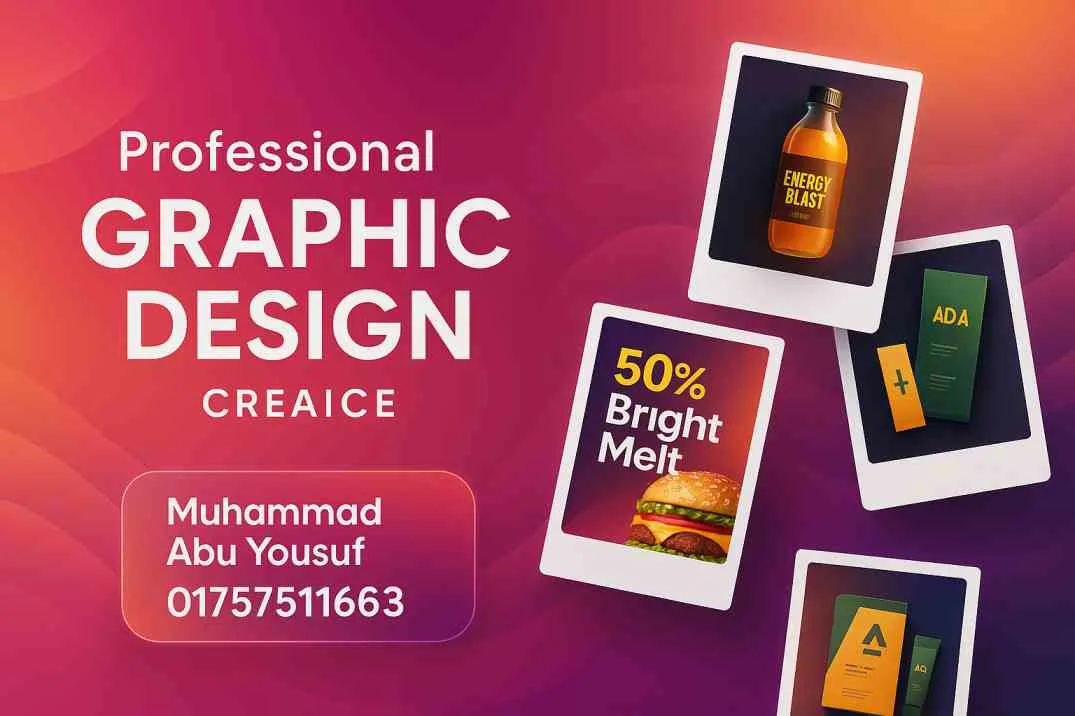 Professional
GRAPHIC
DESIGN
CREAICE
Muhammad
Abu Yousuf
01757511663
ENERGY
BLAST
ADA
50%
Bright
Melt
AQ